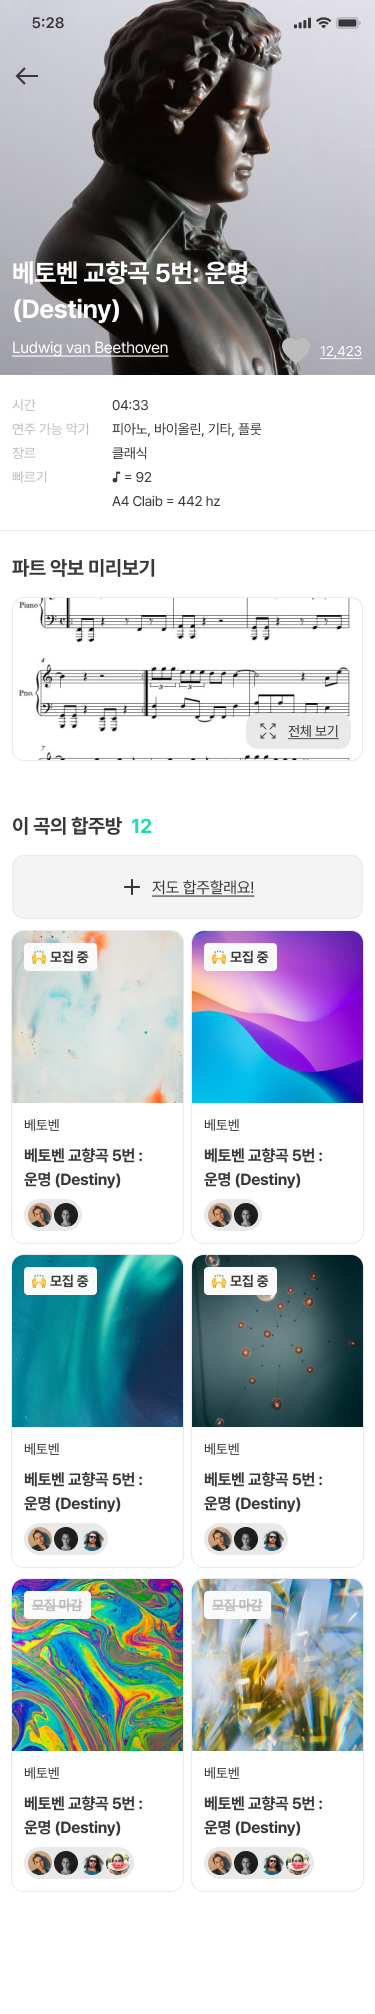 5:28
베토벤 교향곡 5번: 운명
(Destiny)
Ludwig van Beethoven
12,423
시간 04:33
연주 가능 악기 피아노, 바이올린, 기타, 플룻
장르 클래식
빠르기 ♪ = 92
A4 Claib = 442 hz
파트 악보 미리보기
Piano
4
Pno.
3 3
7
전체 보기
이 곡의 합주방 12
+ 저도 합주할래요!
🙌 모집 중
베토벤
베토벤 교향곡 5번 :
운명 (Destiny)
🙌 모집 중
베토벤
베토벤 교향곡 5번 :
운명 (Destiny)
🙌 모집 중
베토벤
베토벤 교향곡 5번 :
운명 (Destiny)
🙌 모집 중
베토벤
베토벤 교향곡 5번 :
운명 (Destiny)
모집 마감
베토벤
베토벤 교향곡 5번 :
운명 (Destiny)
모집 마감
베토벤
베토벤 교향곡 5번 :
운명 (Destiny)